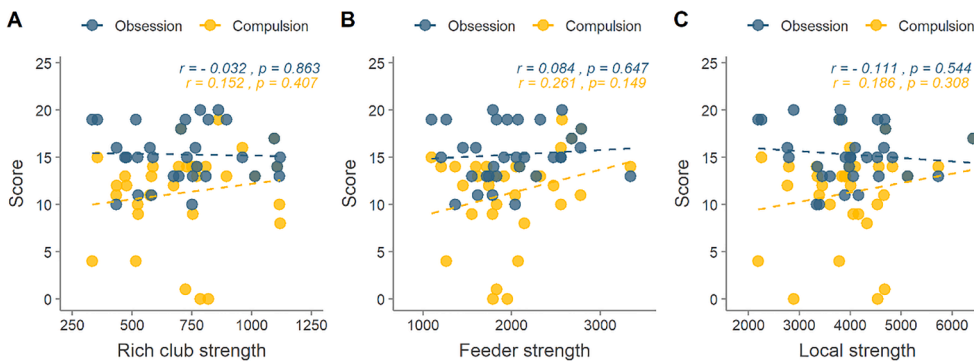 A
Obsession
Compulsion
r = - 0.032 , p = 0.863
r = 0.152 , p = 0.407
Score
25
20
15
10
5
0
250
500
750
1000
1250
Rich club strength
B
Obsession
Compulsion
r = 0.084 , p = 0.647
r = 0.261 , p = 0.149
Score
25
20
15
10
5
0
1000
2000
3000
Feeder strength
C
Obsession
Compulsion
r = - 0.111 , p = 0.544
r = 0.186 , p = 0.308
Score
25
20
15
10
5
0
2000
3000
4000
5000
6000
Local strength